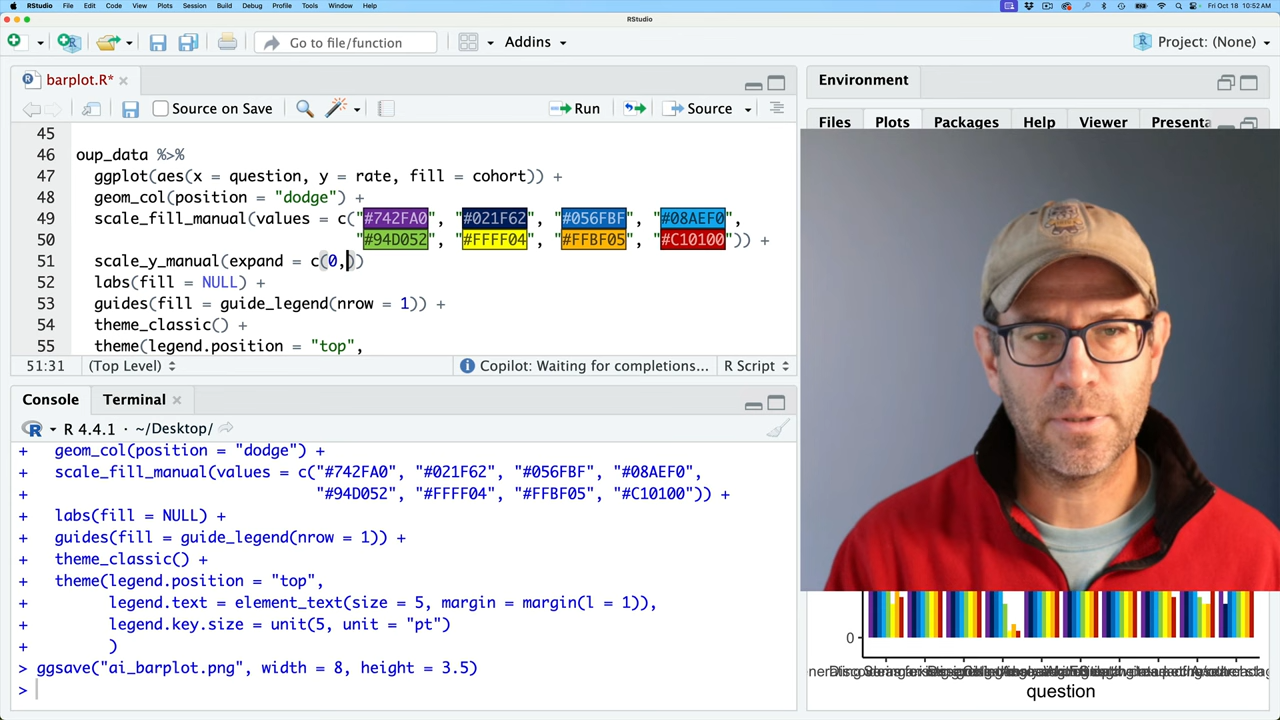 RStudio File Edit Code View Plots Session Build Debug Profile Tools Window Help
Fri Oct 18 10:52 AM
RStudio
Go to file/function
Addins
Project: (None)
barplot.R*
Source on Save
Run
Source
45
46 oup_data %>%
47 ggplot(aes(x = question, y = rate, fill = cohort)) +
48 geom_col(position = "dodge") +
49 scale_fill_manual(values = c("#742FA0", "#021F62", "#056FBF", "#08AEF0",
50 "#94D052", "#FFFF04", "#FFBF05", "#C10100")) +
51 scale_y_manual(expand = c(0,))
52 labs(fill = NULL) +
53 guides(fill = guide_legend(nrow = 1)) +
54 theme_classic() +
55 theme(legend.position = "top",
51:31 (Top Level) Copilot: Waiting for completions... R Script
Console Terminal
R 4.4.1 · ~/Desktop/
+ geom_col(position = "dodge") +
+ scale_fill_manual(values = c("#742FA0", "#021F62", "#056FBF", "#08AEF0",
+ "#94D052", "#FFFF04", "#FFBF05", "#C10100")) +
+ labs(fill = NULL) +
+ guides(fill = guide_legend(nrow = 1)) +
+ theme_classic() +
+ theme(legend.position = "top",
+ legend.text = element_text(size = 5, margin = margin(l = 1)),
+ legend.key.size = unit(5, unit = "pt")
+ )
> ggsave("ai_barplot.png", width = 8, height = 3.5)
>
Environment
Files Plots Packages Help Viewer Presenta
0
question